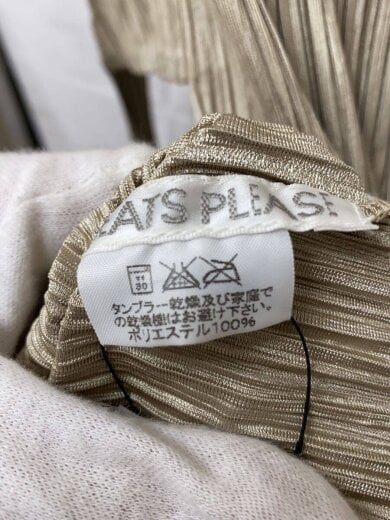 EATS PLEASE
タンブラー乾燥及び家庭で
の乾燥機はお避け下さい。
ポリエステル100%